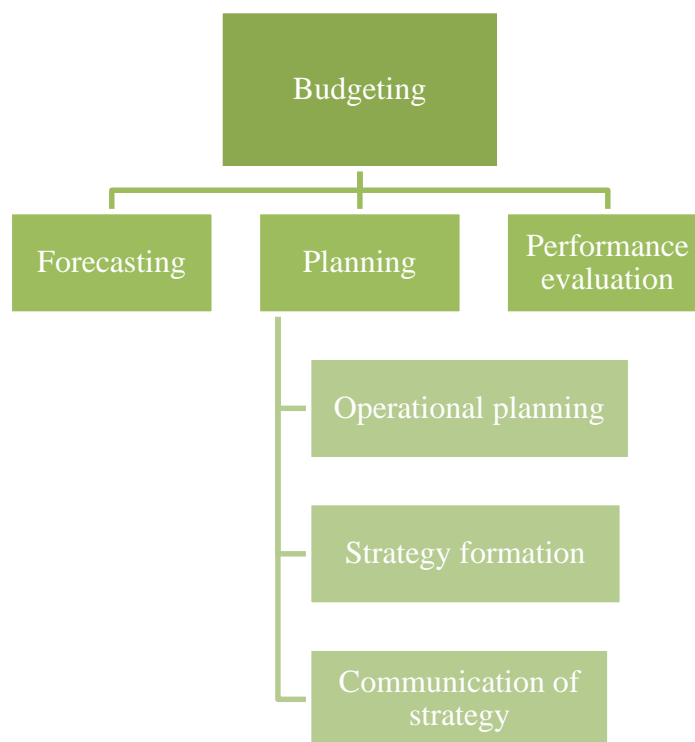 Budgeting
Forecasting
Planning
Performance
evaluation
Operational planning
Strategy formation
Communication of
strategy